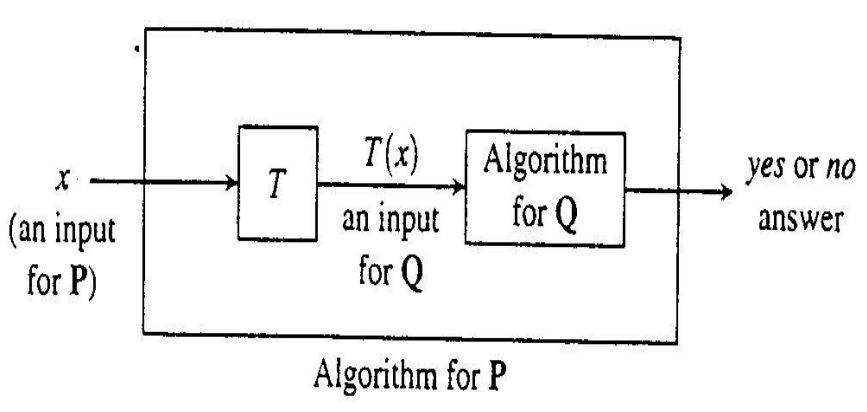 x
(an input
for P)
T
T(x)
an input
for Q
Algorithm
for Q
yes or no
answer
Algorithm for P